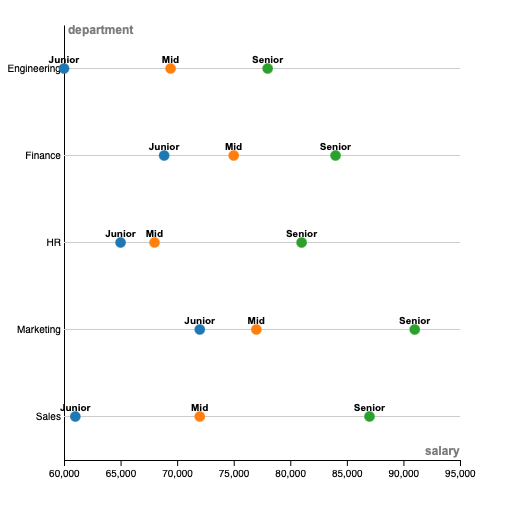 department
Junior Mid Senior
Engineering
Junior Mid Senior
Finance
Junior Mid Senior
HR
Junior Mid Senior
Marketing
Junior Mid Senior
Sales
salary
60,000 65,000 70,000 75,000 80,000 85,000 90,000 95,000